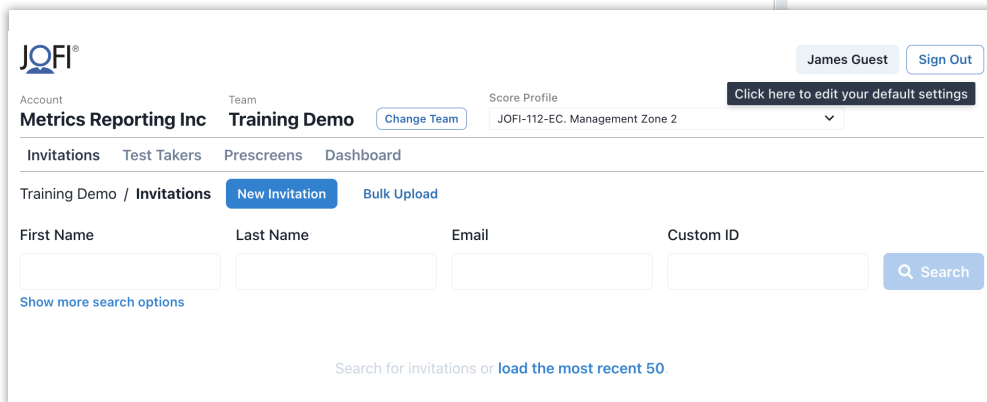 JOFI®
James Guest Sign Out
Click here to edit your default settings
Account Team Score Profile
Metrics Reporting Inc Training Demo Change Team JOFI-112-EC. Management Zone 2
Invitations Test Takers Prescreens Dashboard
Training Demo / Invitations New Invitation Bulk Upload
First Name Last Name Email Custom ID
Search
Show more search options
Search for invitations or load the most recent 50.